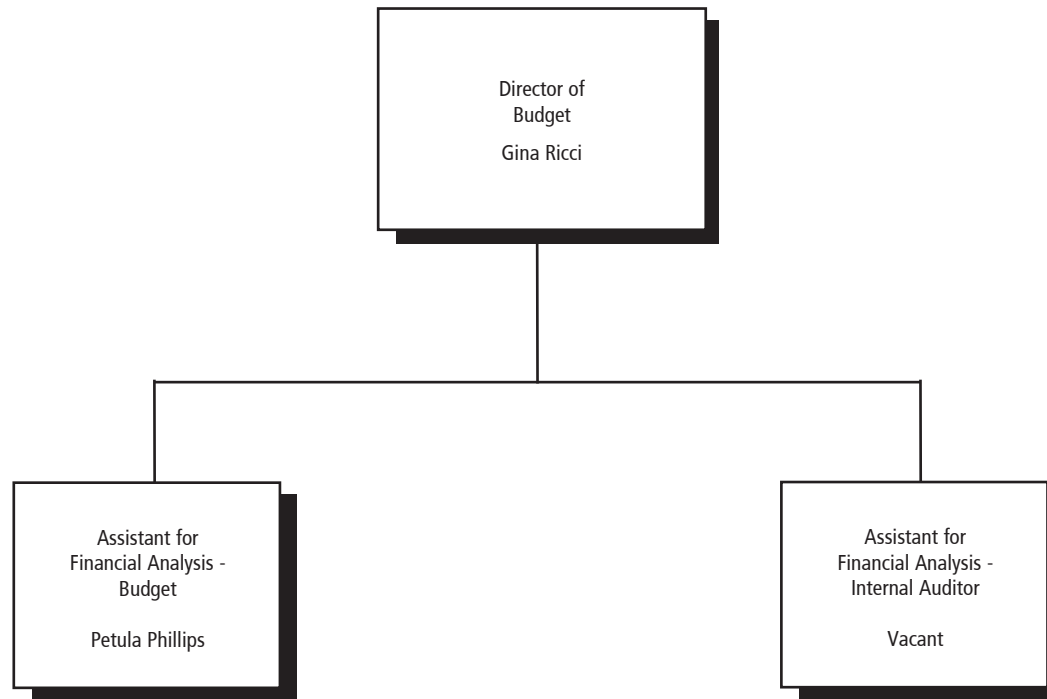 Director of
Budget
Gina Ricci
Assistant for
Financial Analysis -
Budget
Petula Phillips
Assistant for
Financial Analysis -
Internal Auditor
Vacant